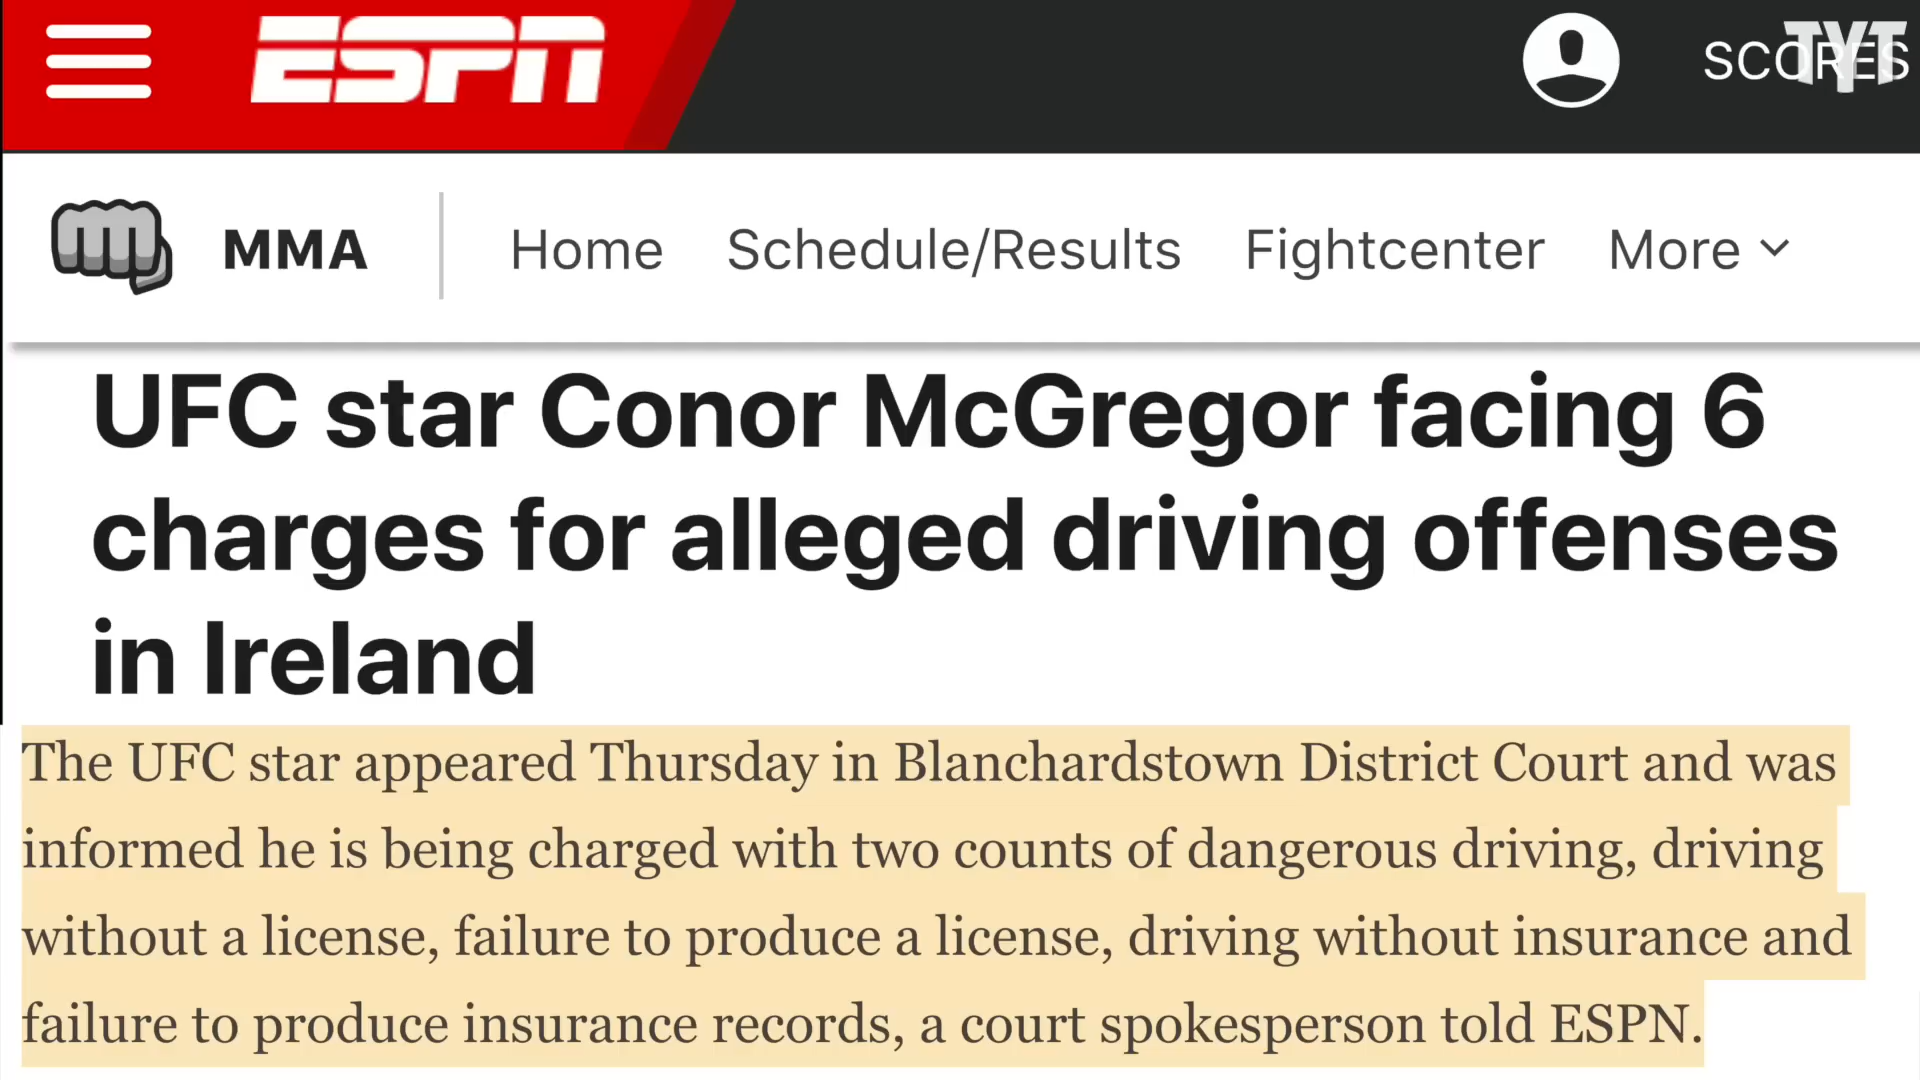 ESPN
SCORES
TYT
MMA Home Schedule/Results Fightcenter More
UFC star Conor McGregor facing 6
charges for alleged driving offenses
in Ireland
The UFC star appeared Thursday in Blanchardstown District Court and was
informed he is being charged with two counts of dangerous driving, driving
without a license, failure to produce a license, driving without insurance and
failure to produce insurance records, a court spokesperson told ESPN.